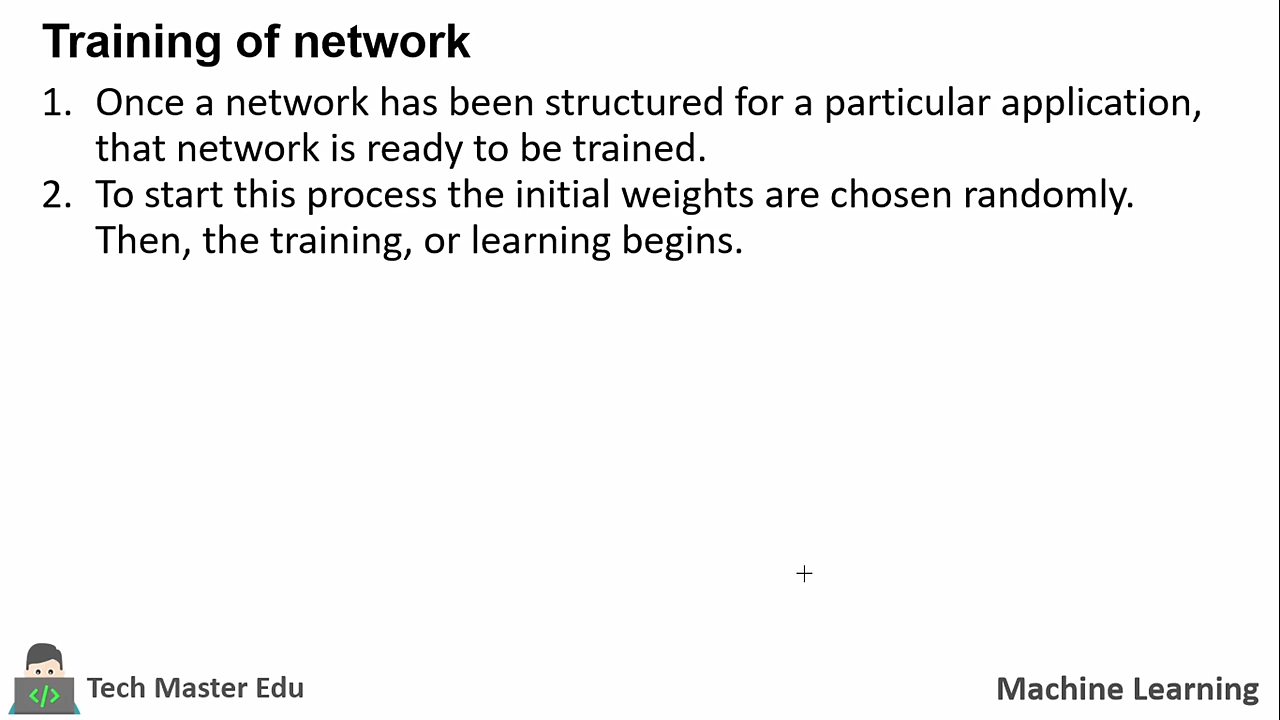 Training of network
1. Once a network has been structured for a particular application,
that network is ready to be trained.
2. To start this process the initial weights are chosen randomly.
Then, the training, or learning begins.
</>
Tech Master Edu
Machine Learning